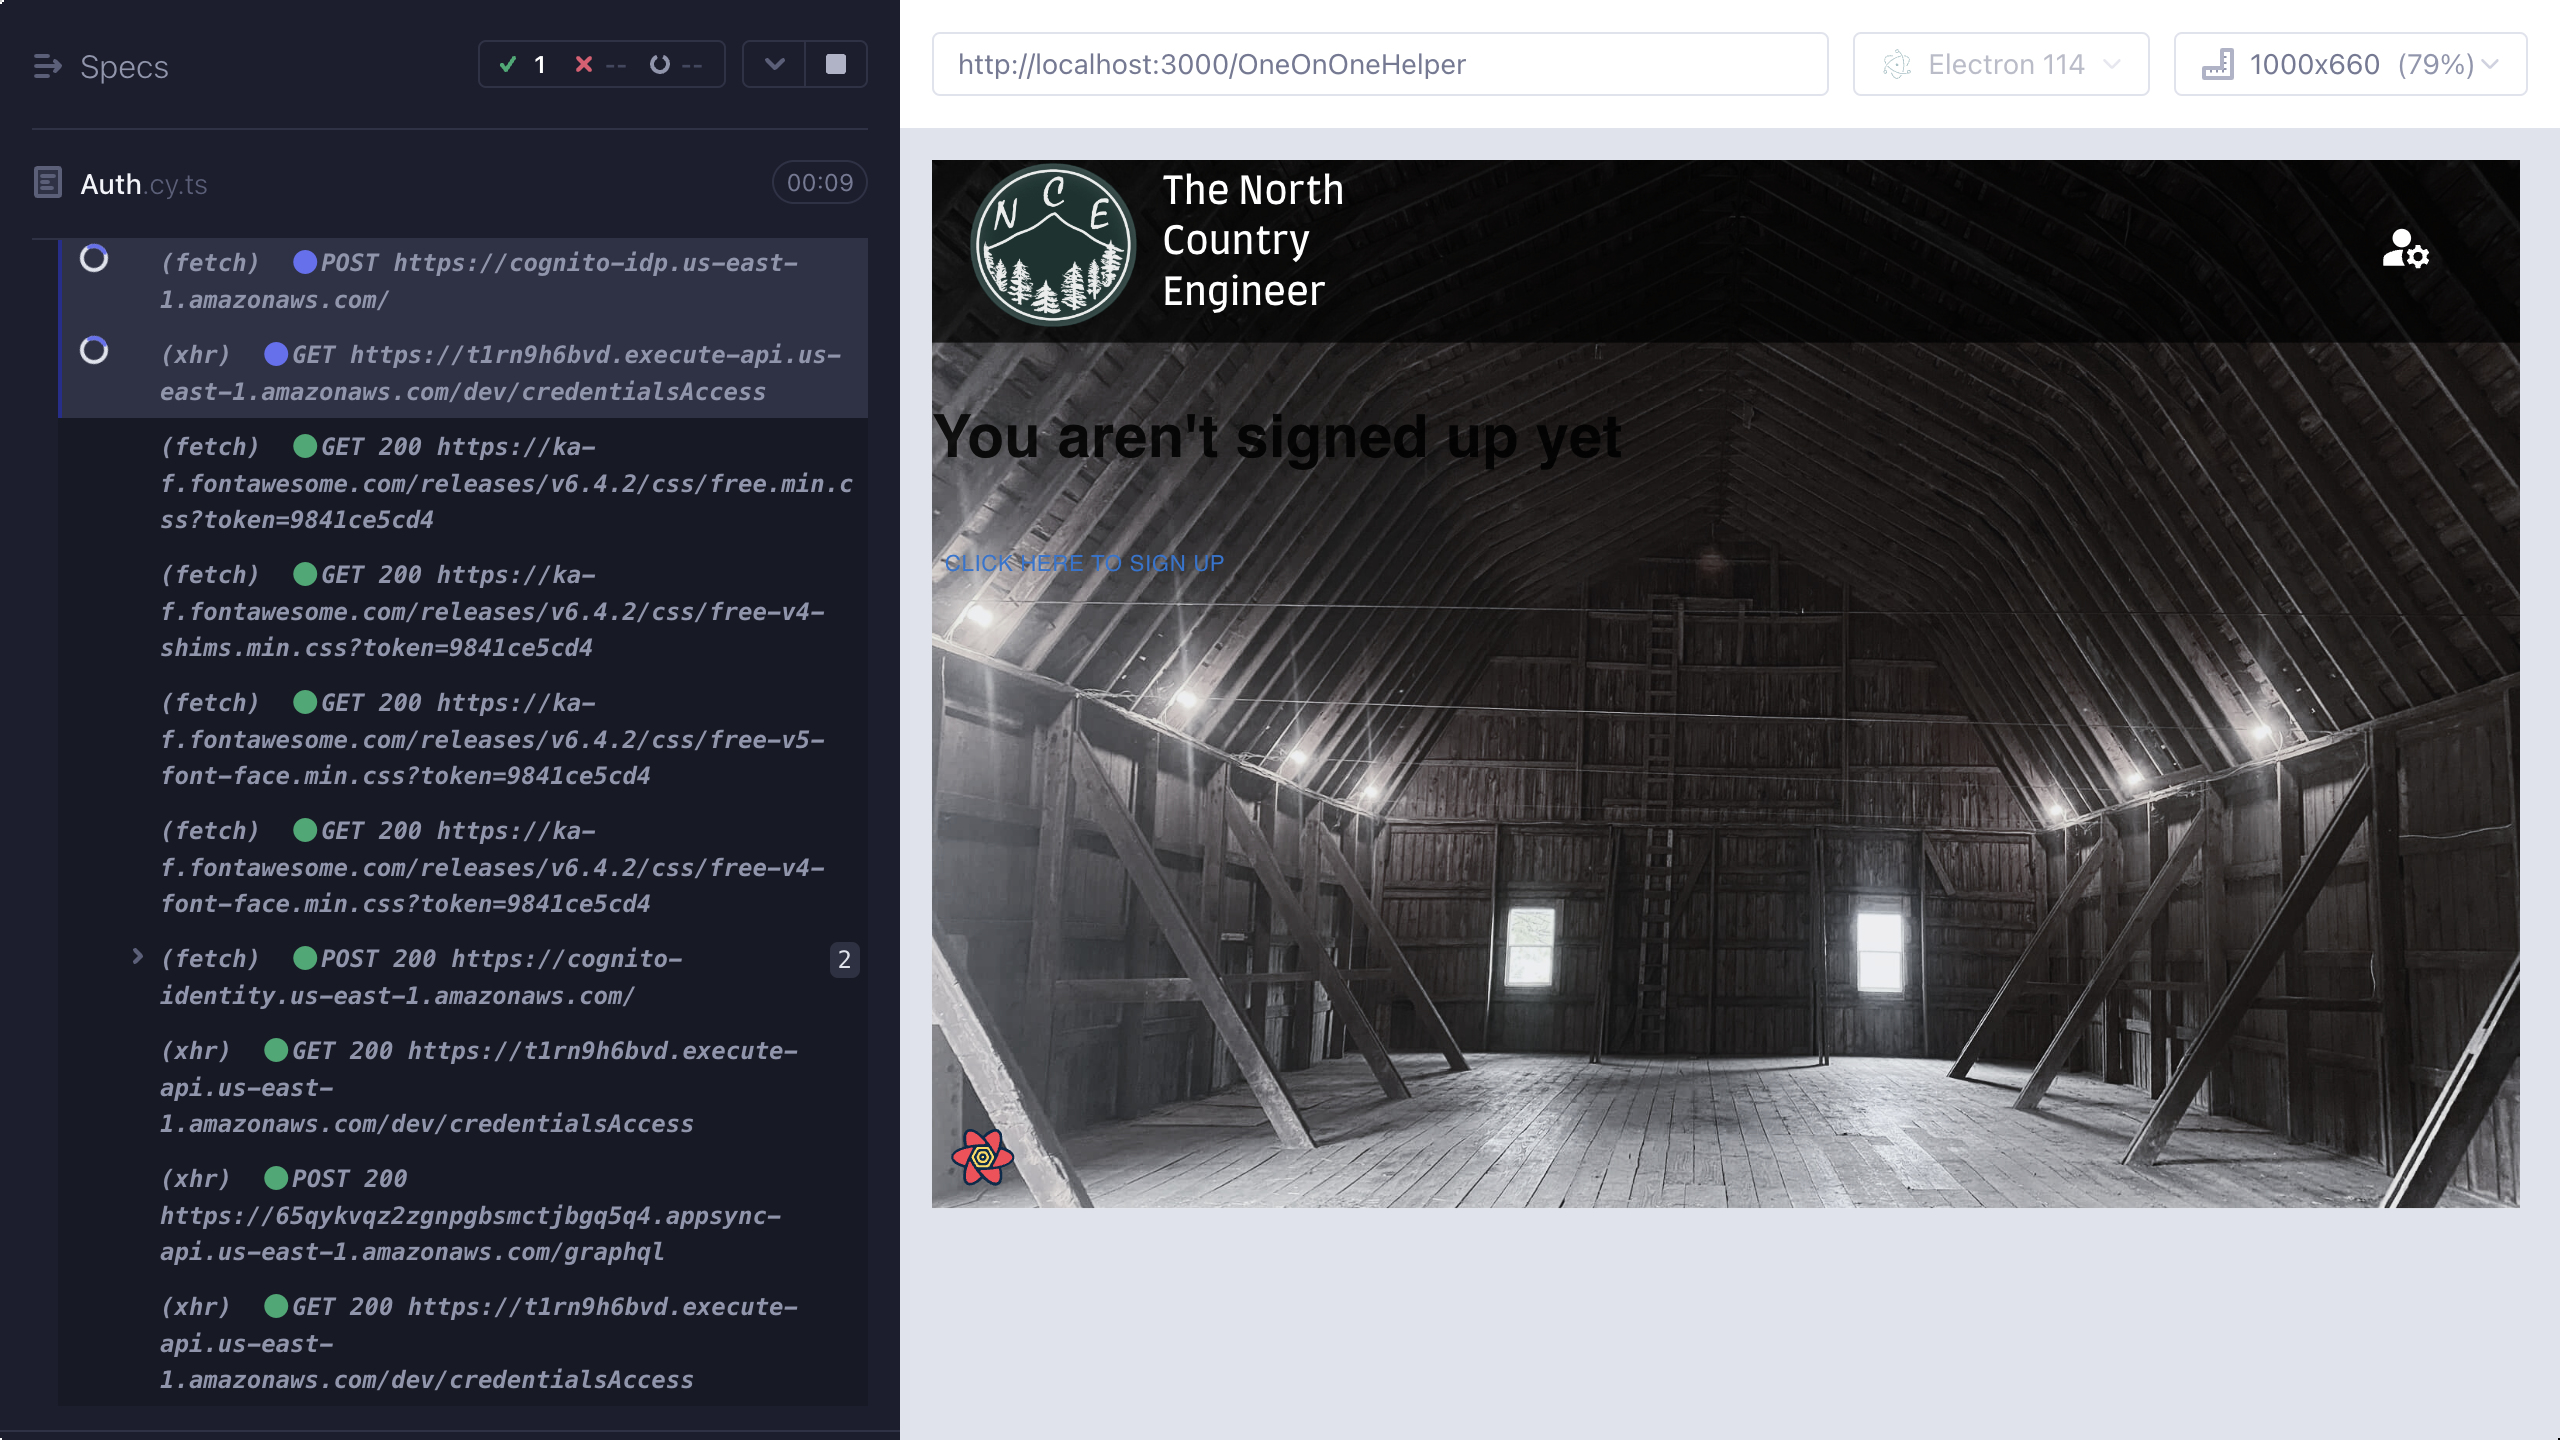 Specs
1
--
--
Auth.cy.ts
00:09
(fetch) POST https://cognito-idp.us-east-
1.amazonaws.com/
(xhr) GET https://t1rn9h6bvd.execute-api.us-
east-1.amazonaws.com/dev/credentialsAccess
(fetch) GET 200 https://ka-
f.fontawesome.com/releases/v6.4.2/css/free.min.c
ss?token=9841ce5cd4
(fetch) GET 200 https://ka-
f.fontawesome.com/releases/v6.4.2/css/free-v4-
shims.min.css?token=9841ce5cd4
(fetch) GET 200 https://ka-
f.fontawesome.com/releases/v6.4.2/css/free-v5-
font-face.min.css?token=9841ce5cd4
(fetch) GET 200 https://ka-
f.fontawesome.com/releases/v6.4.2/css/free-v4-
font-face.min.css?token=9841ce5cd4
(fetch) POST 200 https://cognito-
identity.us-east-1.amazonaws.com/
2
(xhr) GET 200 https://t1rn9h6bvd.execute-
api.us-east-
1.amazonaws.com/dev/credentialsAccess
(xhr) POST 200
https://65qykvqz2zgnpgbsmctjbgq5q4.appsync-
api.us-east-1.amazonaws.com/graphql
(xhr) GET 200 https://t1rn9h6bvd.execute-
api.us-east-
1.amazonaws.com/dev/credentialsAccess
http://localhost:3000/OneOnOneHelper
Electron 114
1000x660 (79%)
N C E
The North
Country
Engineer
You aren't signed up yet
CLICK HERE TO SIGN UP